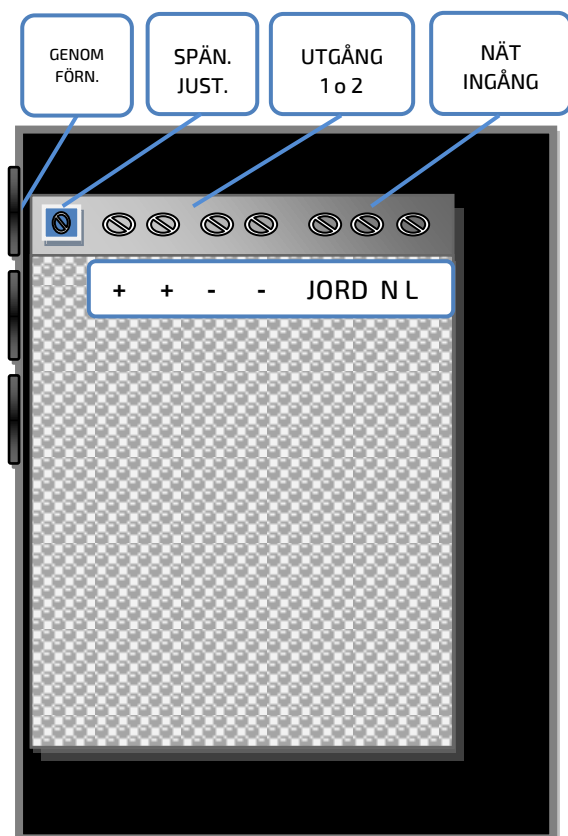 GENOM
FÖRN.
SPÄN.
JUST.
UTGÅNG
1 o 2
NÄT
INGÅNG
+ + - - JORD N L